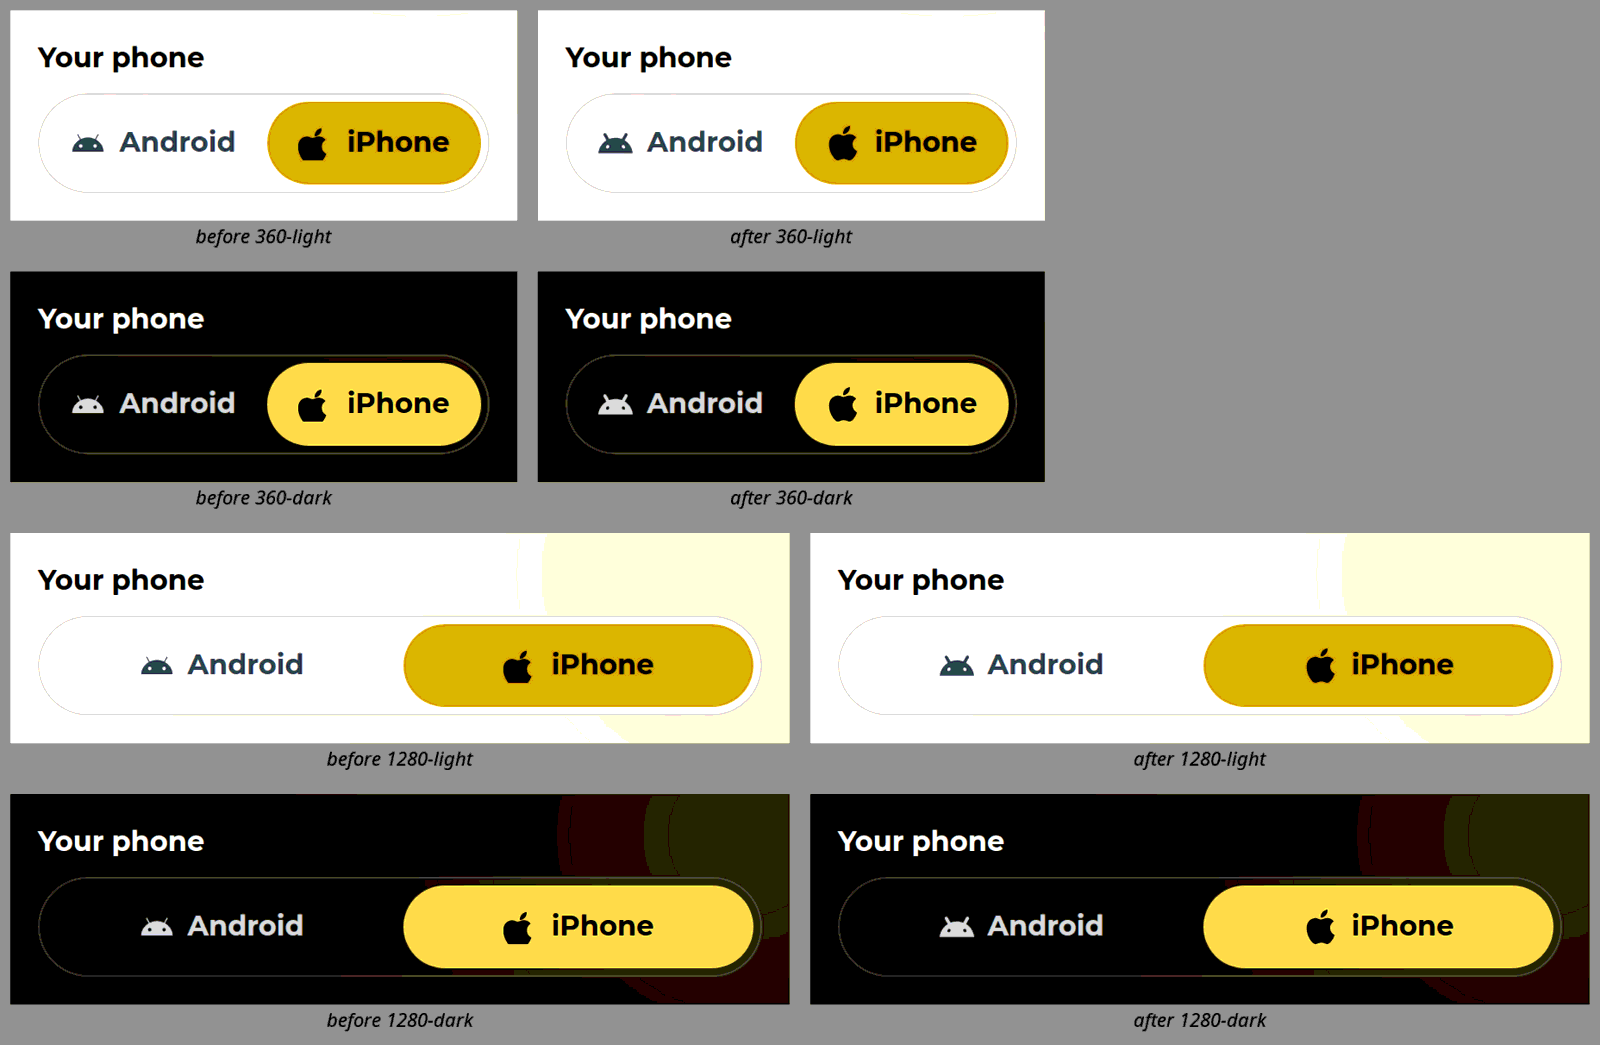 Your phone
Android
iPhone
before 360-light
Your phone
Android
iPhone
after 360-light
Your phone
Android
iPhone
before 360-dark
Your phone
Android
iPhone
after 360-dark
Your phone
Android
iPhone
before 1280-light
Your phone
Android
iPhone
after 1280-light
Your phone
Android
iPhone
before 1280-dark
Your phone
Android
iPhone
after 1280-dark